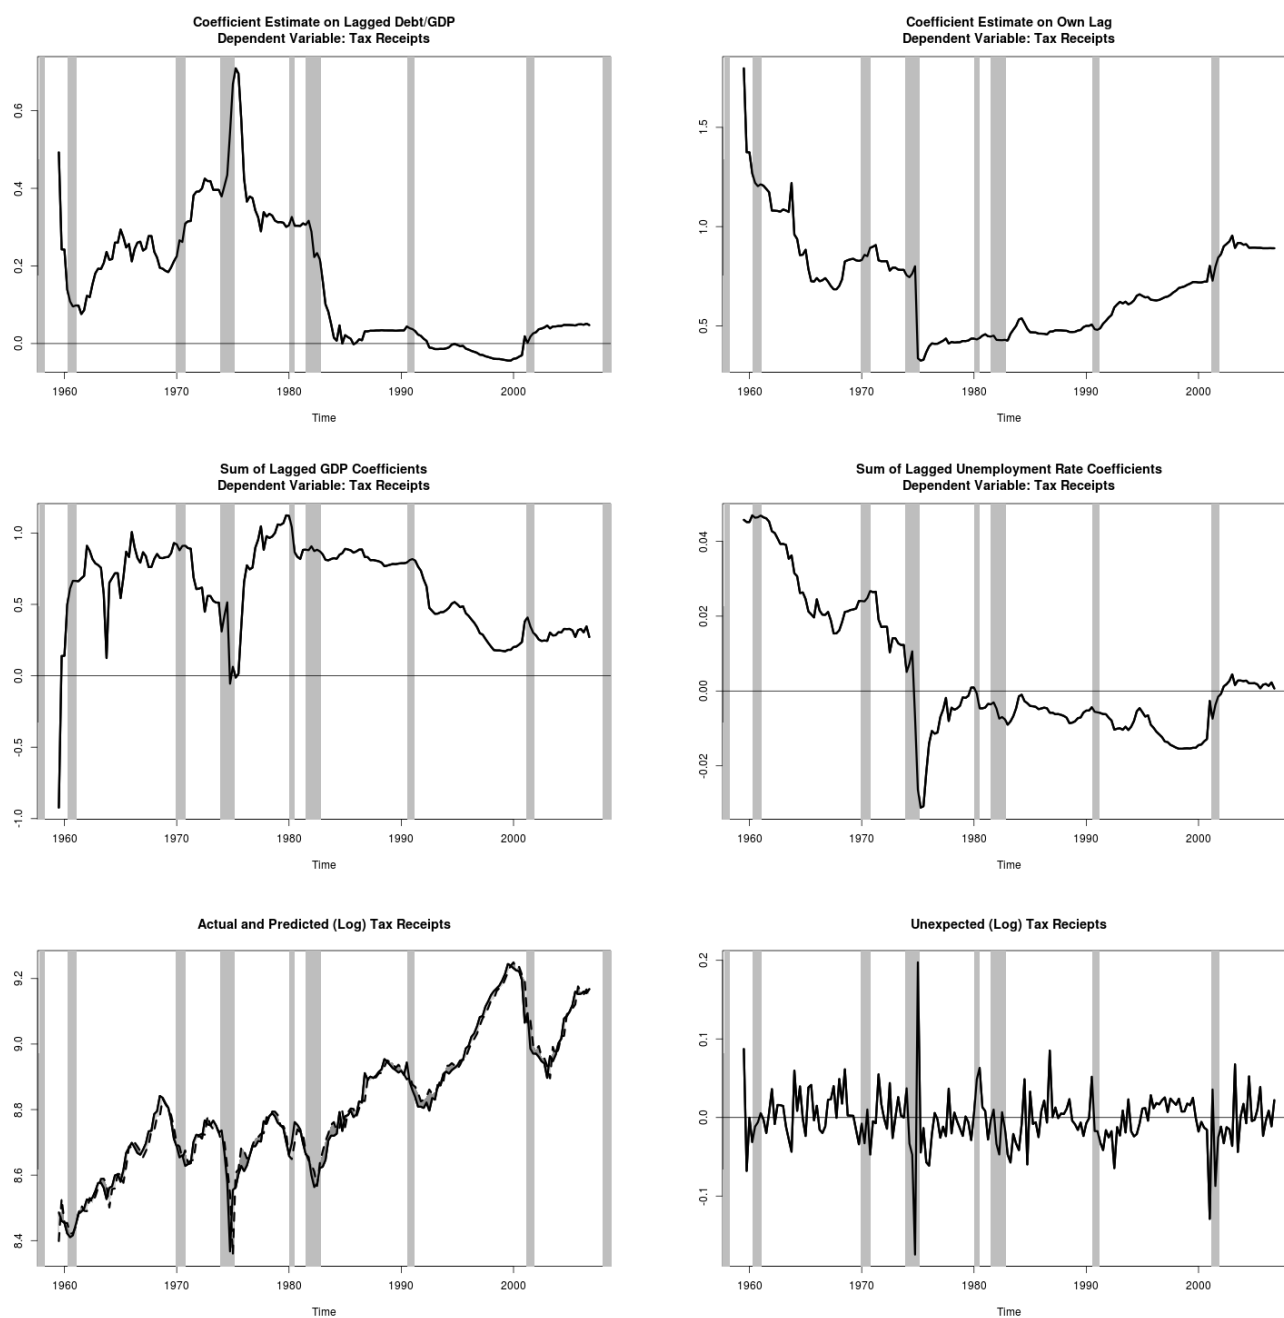 Coefficient Estimate on Lagged Debt/GDP
Dependent Variable: Tax Receipts
0.6
0.4
0.2
0.0
1960 1970 1980 1990 2000
Time
Coefficient Estimate on Own Lag
Dependent Variable: Tax Receipts
1.5
1.0
0.5
1960 1970 1980 1990 2000
Time
Sum of Lagged GDP Coefficients
Dependent Variable: Tax Receipts
1.0
0.5
0.0
-0.5
-1.0
1960 1970 1980 1990 2000
Time
Sum of Lagged Unemployment Rate Coefficients
Dependent Variable: Tax Receipts
0.04
0.02
0.00
-0.02
1960 1970 1980 1990 2000
Time
Actual and Predicted (Log) Tax Receipts
9.2
9.0
8.8
8.6
8.4
1960 1970 1980 1990 2000
Time
Unexpected (Log) Tax Reciepts
0.2
0.1
0.0
-0.1
1960 1970 1980 1990 2000
Time